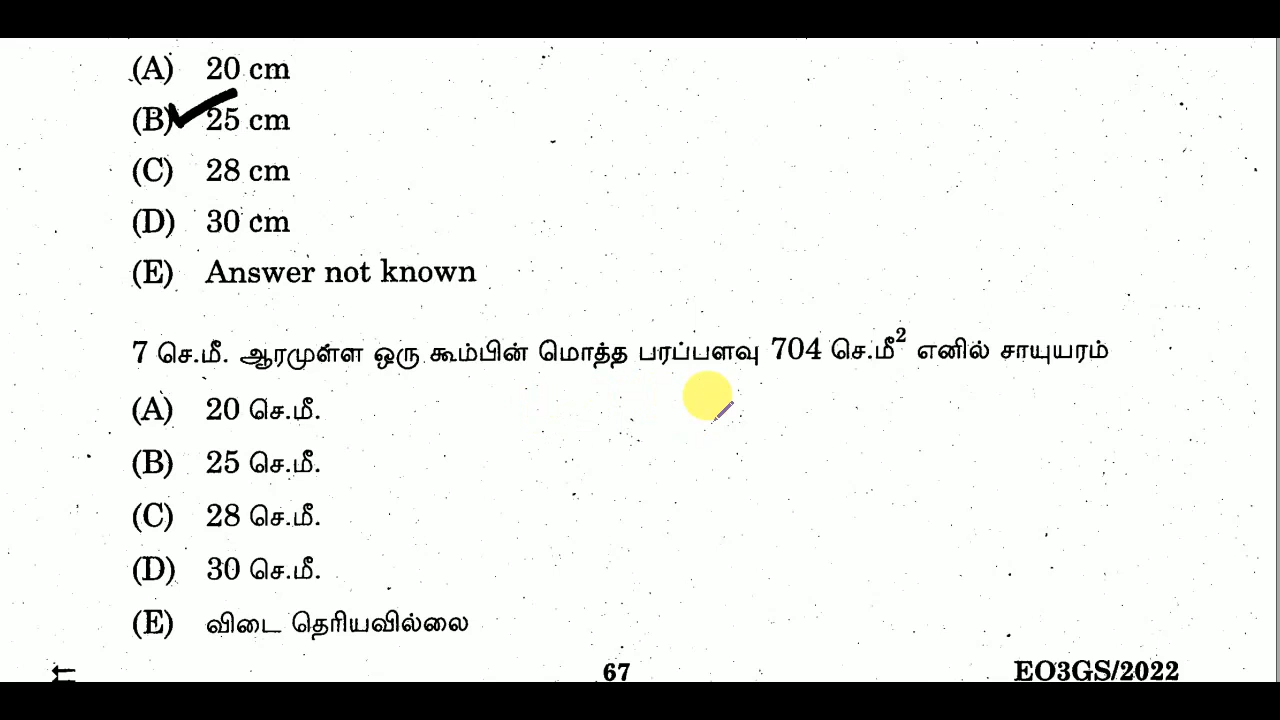 (A) 20 cm
(B) 25 cm
(C) 28 cm
(D) 30 cm
(E) Answer not known
7 செ.மீ. ஆரமுள்ள ஒரு கூம்பின் மொத்த பரப்பளவு 704 செ.மீ² எனில் சாயுயரம்
(A) 20 செ.மீ.
(B) 25 செ.மீ.
(C) 28 செ.மீ.
(D) 30 செ.மீ.
(E) விடை தெரியவில்லை
67 EO3GS/2022